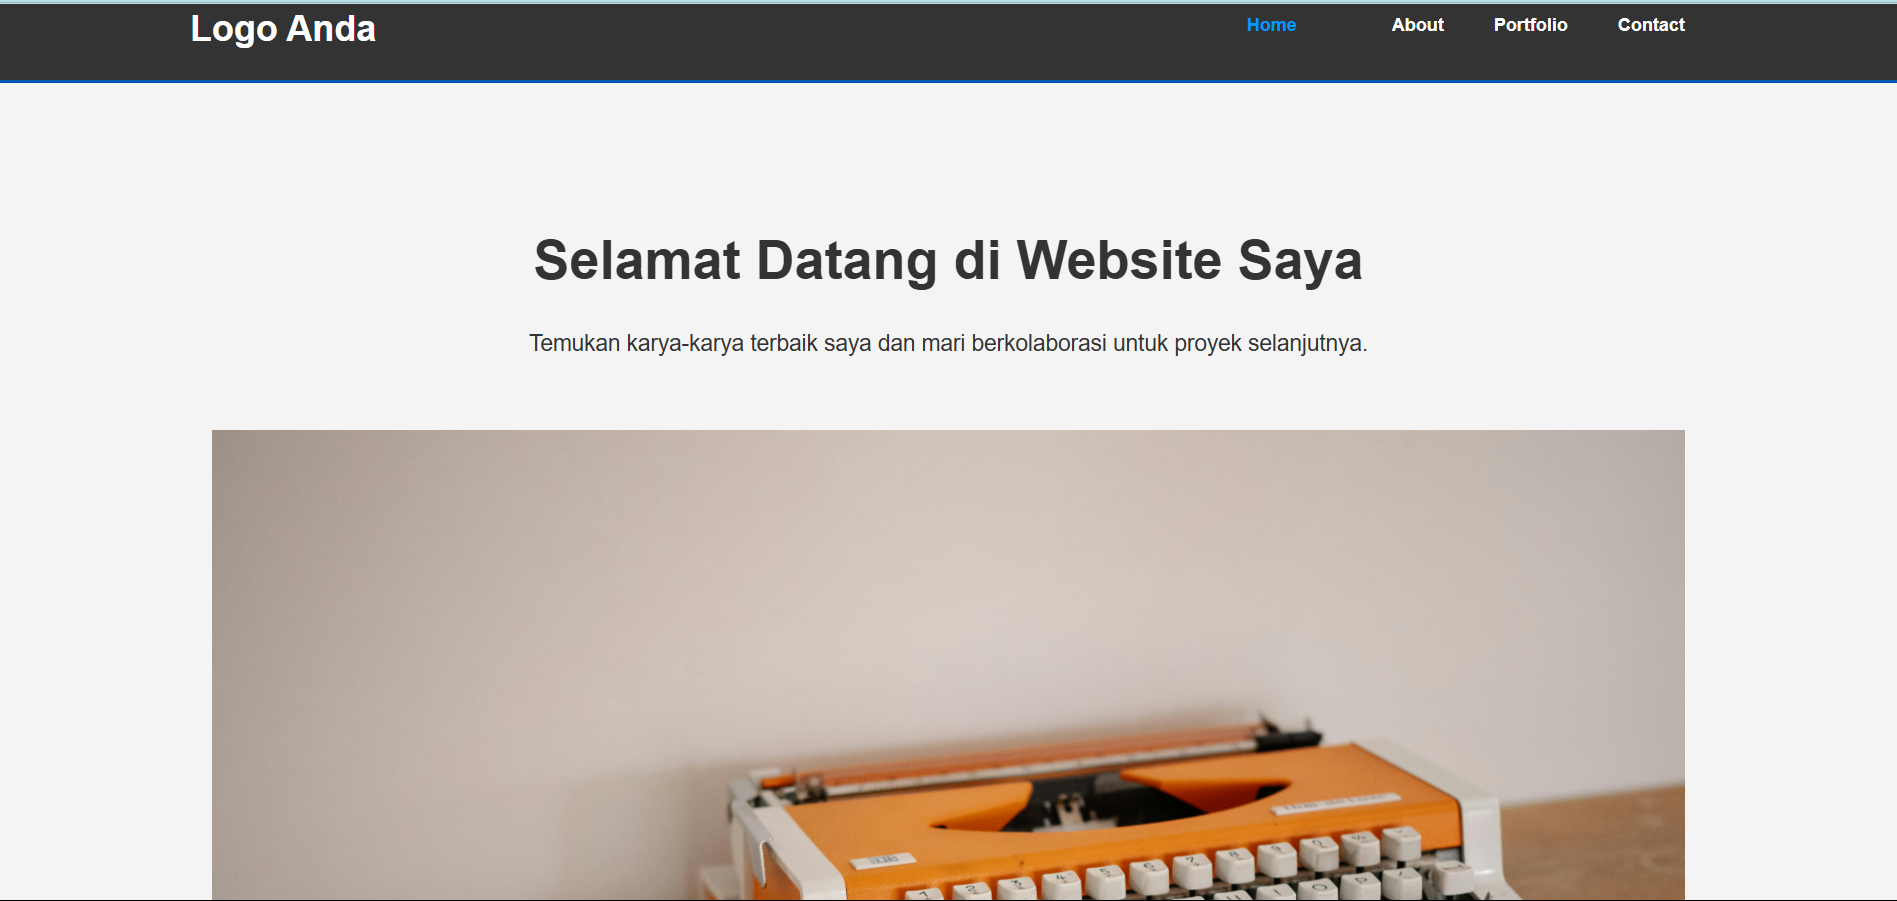 Logo Anda
Home About Portfolio Contact
Selamat Datang di Website Saya
Temukan karya-karya terbaik saya dan mari berkolaborasi untuk proyek selanjutnya.